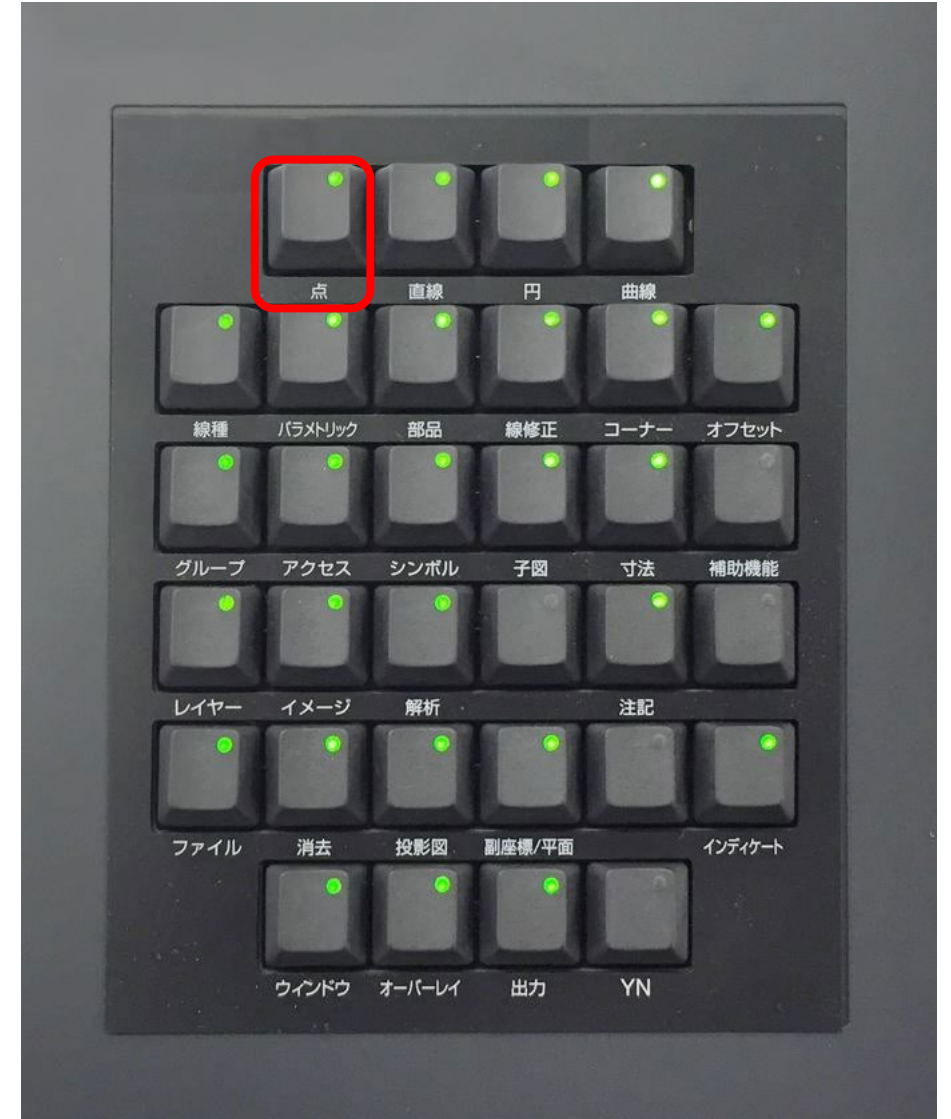 点 直線 円 曲線
線種 パラメトリック 部品 線修正 コーナー オフセット
グループ アクセス シンボル 子図 寸法 補助機能
レイヤー イメージ 解析 注記
ファイル 消去 投影図 副座標/平面 インディケート
ウィンドウ オーバーレイ 出力 YN